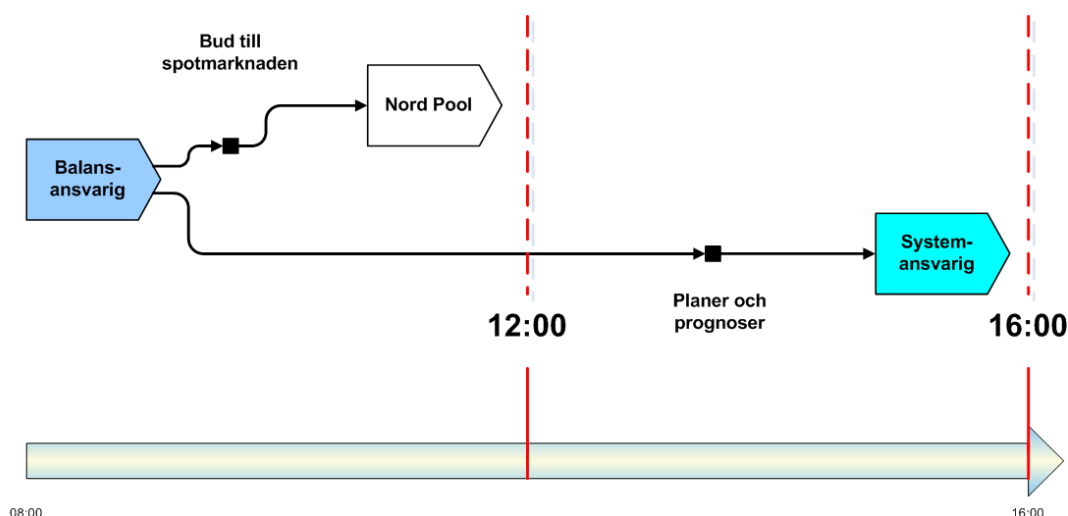 Bud till
spotmarknaden
Nord Pool
Balans-
ansvarig
System-
ansvarig
Planer och
prognoser
12:00
16:00
08:00
16:00